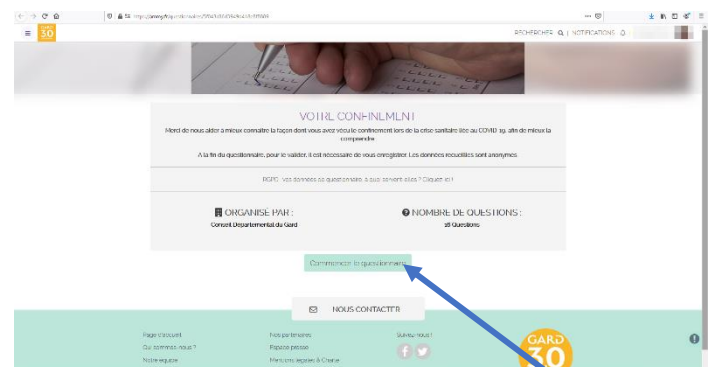 GARD
30
RECHERCHER | NOTIFICATIONS
VOTRE CONFINEMENT
Merci de nous aider à mieux connaître la façon dont vous avez vécu le confinement lors de la crise sanitaire liée au COVID 19, afin de mieux la
comprendre
A la fin du questionnaire, pour le valider, il est nécessaire de vous enregistrer. Les données recueillies sont anonymes.
RGPD : vos données de questionnaire, à quoi servent-elles ? Cliquez ici !
ORGANISÉ PAR :
Conseil Départemental du Gard
NOMBRE DE QUESTIONS :
Questions
Commencer le questionnaire
NOUS CONTACTER
Page d'accueil
Qui sommes nous ?
Notre équipe
Nos partenaires
Espace presse
Mentions légales & Charte
Suivez-nous !
GARD
30